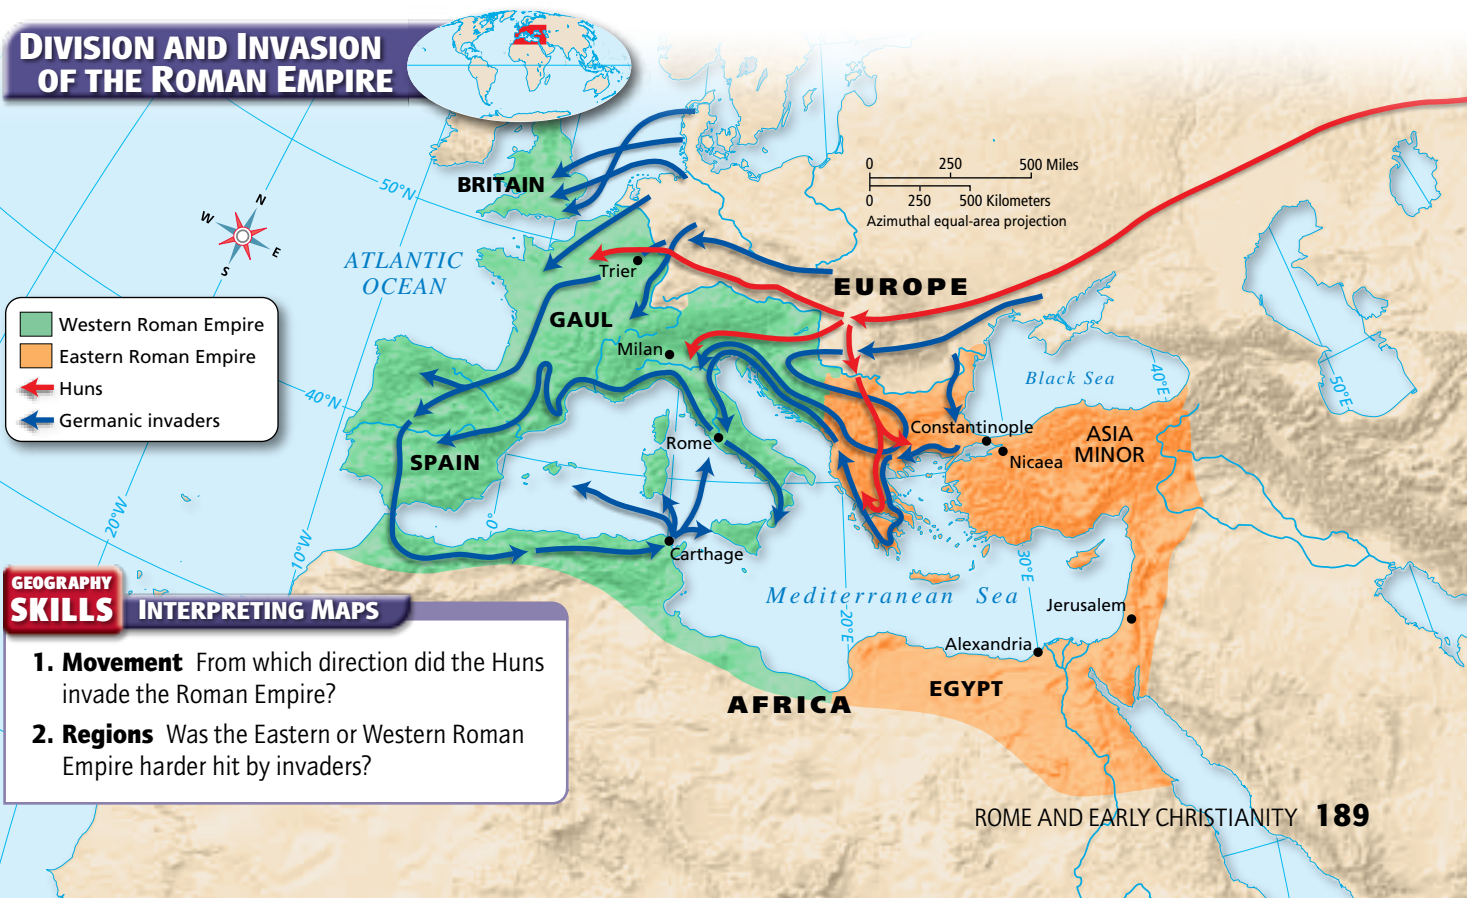 DIVISION AND INVASION
OF THE ROMAN EMPIRE
N
W
E
S
ATLANTIC
OCEAN
50°N
40°N
20°W
10°W
0°
BRITAIN
0 250 500 Miles
0 250 500 Kilometers
Azimuthal equal-area projection
EUROPE
Trier
GAUL
Milan
Rome
SPAIN
Carthage
Black Sea
40°E
50°E
Constantinople
Nicaea
ASIA
MINOR
30°E
20°E
Mediterranean Sea
Jerusalem
Alexandria
EGYPT
AFRICA
Western Roman Empire
Eastern Roman Empire
Huns
Germanic invaders
GEOGRAPHY
SKILLS
INTERPRETING MAPS
1. Movement From which direction did the Huns
invade the Roman Empire?
2. Regions Was the Eastern or Western Roman
Empire harder hit by invaders?
ROME AND EARLY CHRISTIANITY 189